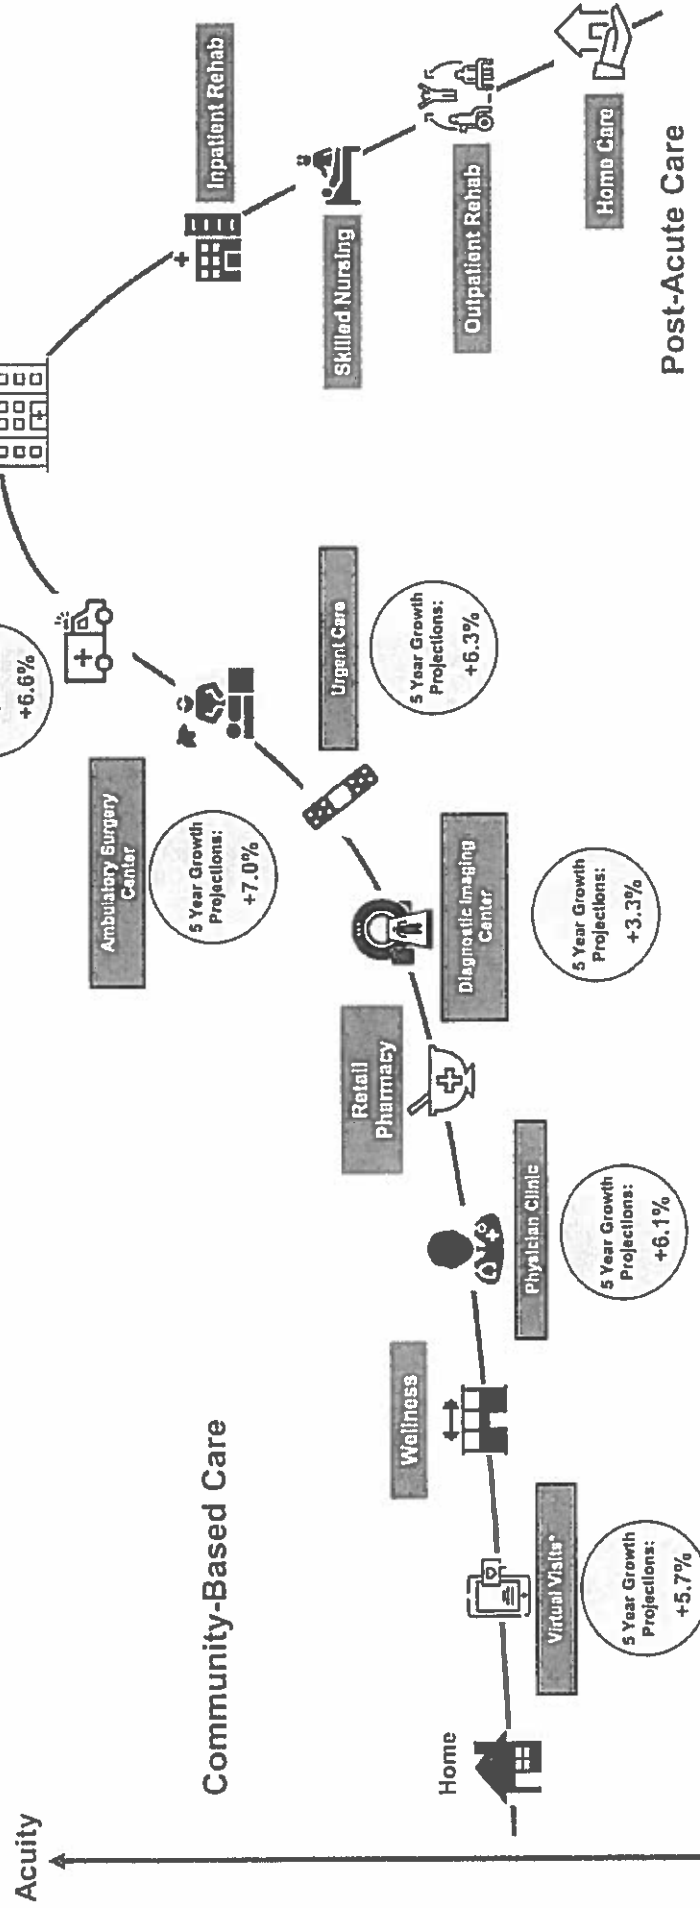 Acuity
Community-Based Care
Home
Virtual Visits*
5 Year Growth
Projections:
+5.7%
Wellness
Physician Clinic
5 Year Growth
Projections:
+6.1%
Retail
Pharmacy
Diagnostic Imaging
Center
5 Year Growth
Projections:
+3.3%
Urgent Care
5 Year Growth
Projections:
+6.3%
Ambulatory Surgery
Center
5 Year Growth
Projections:
+7.0%
+6.6%
Inpatient Rehab
Skilled Nursing
Outpatient Rehab
Home Care
Post-Acute Care